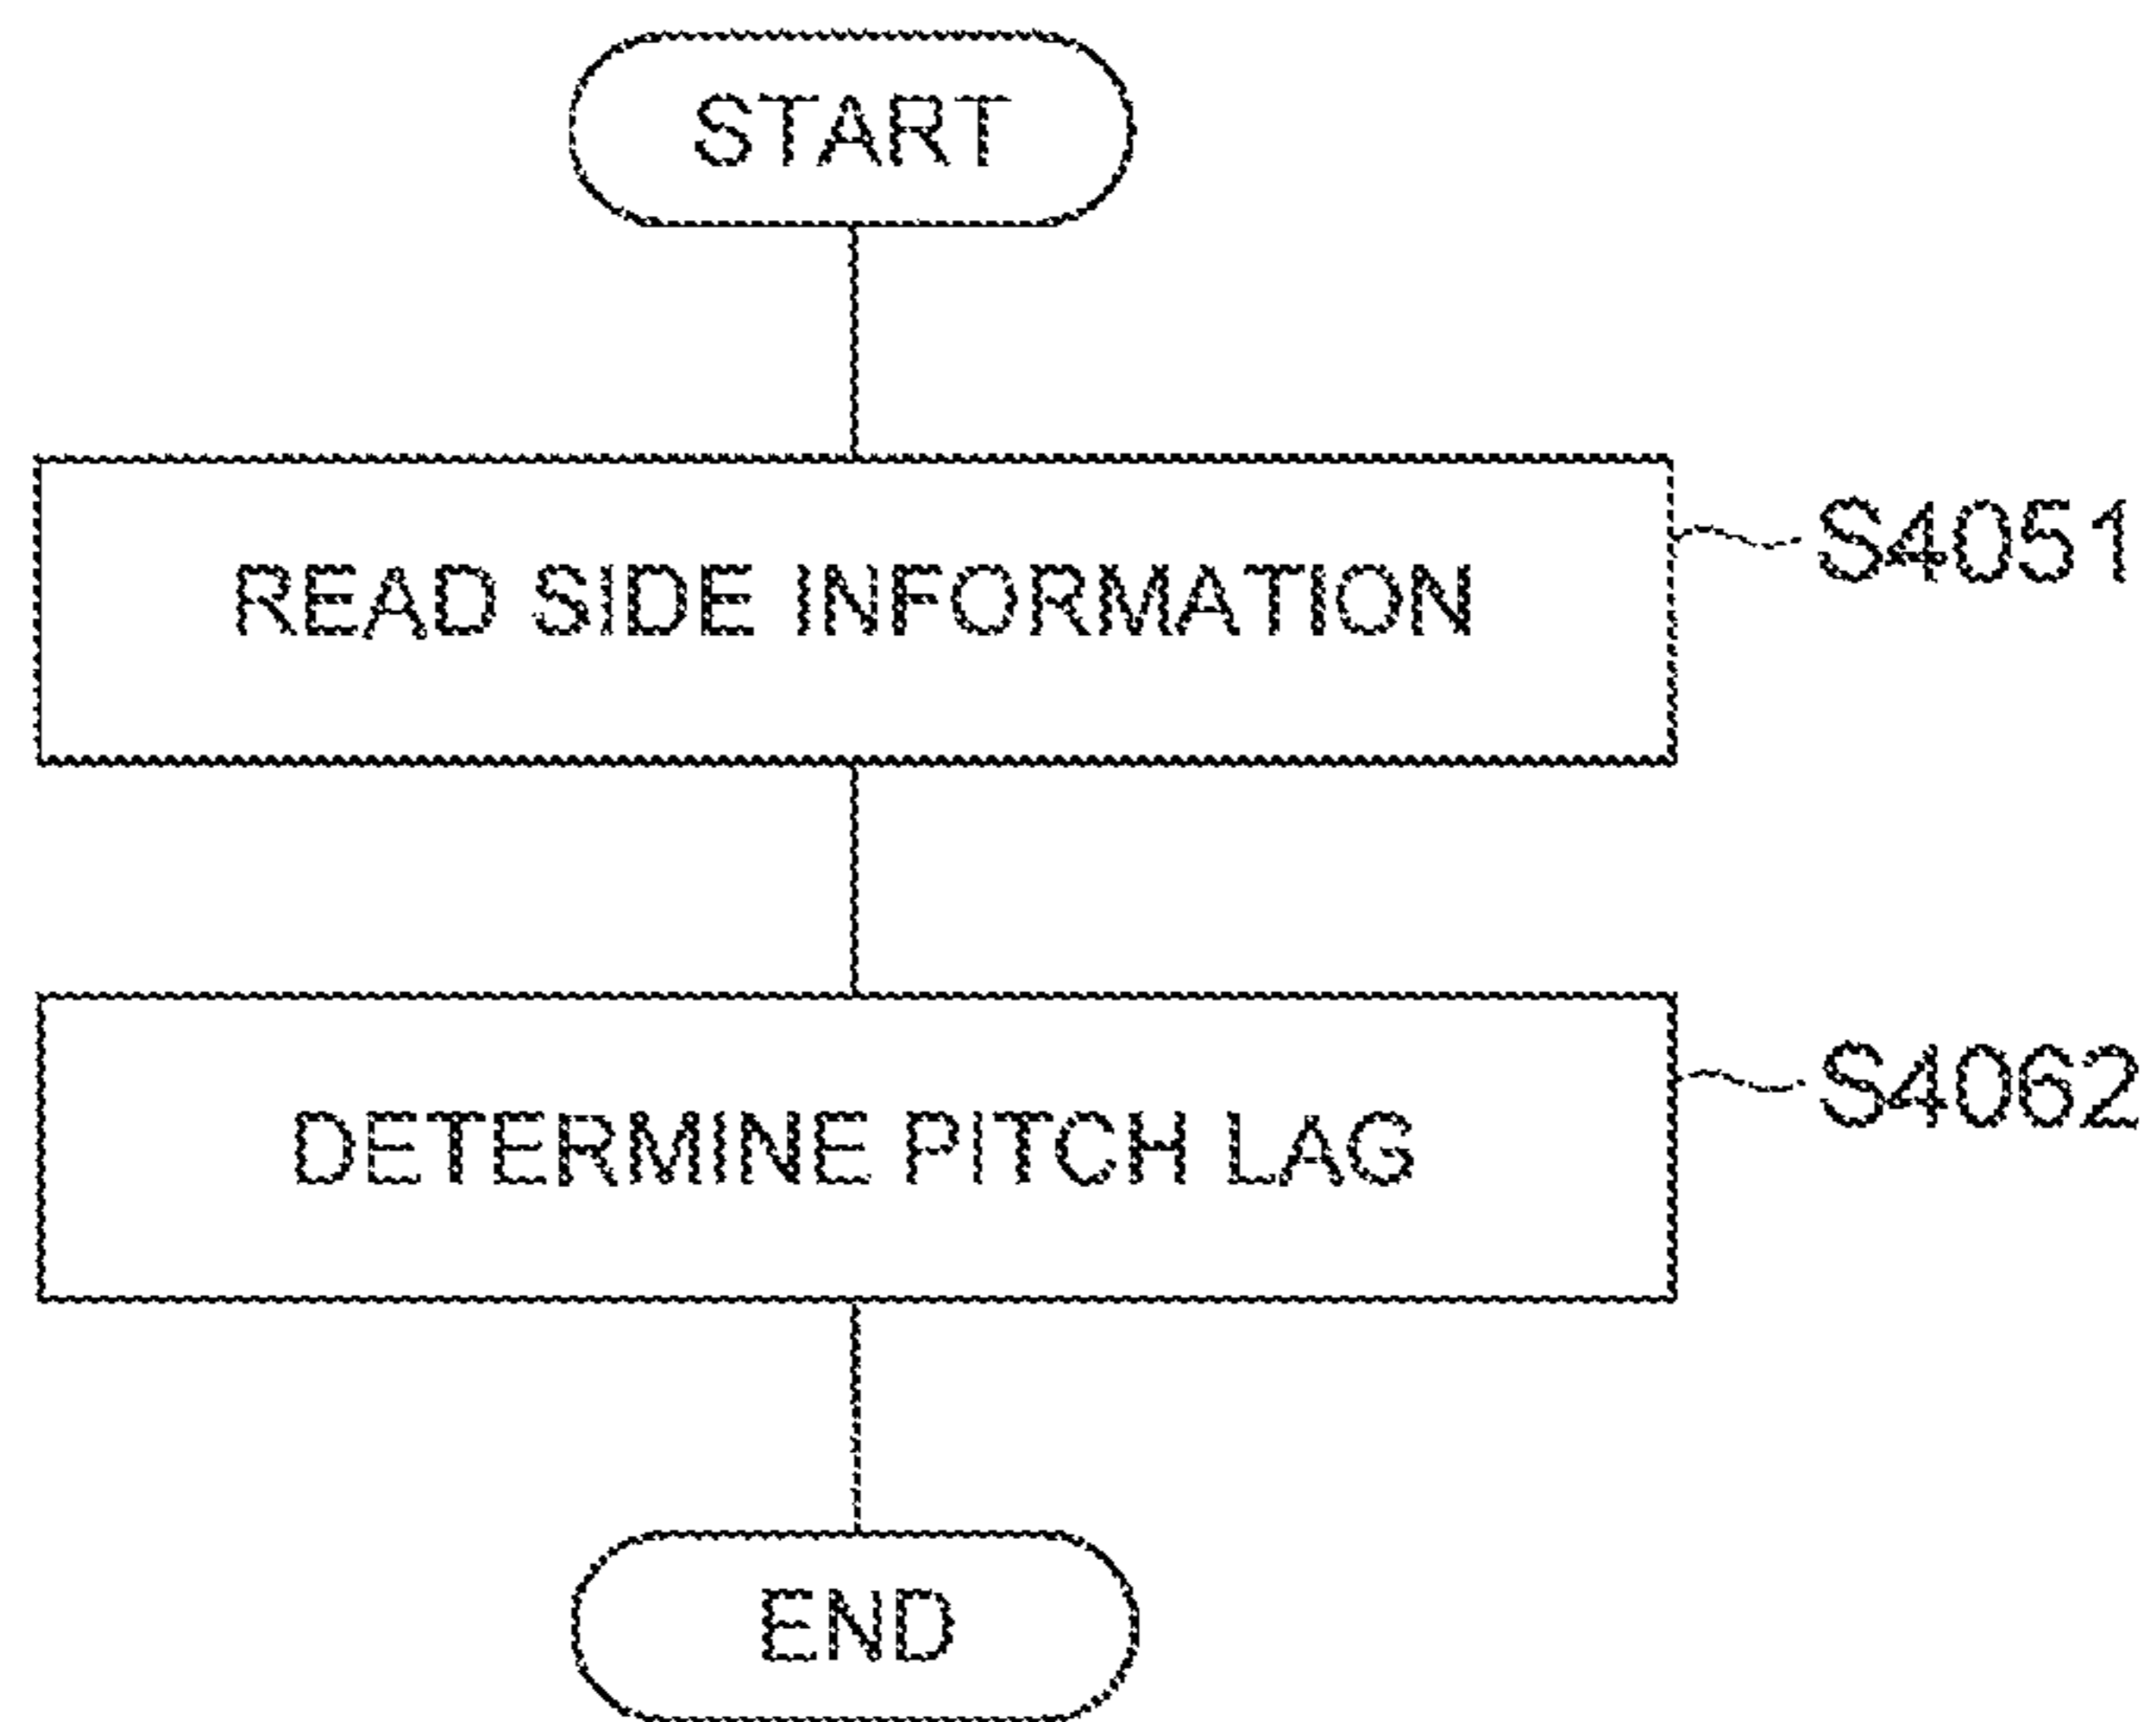 START
READ SIDE INFORMATION
S4051
DETERMINE PITCH LAG
S4062
END